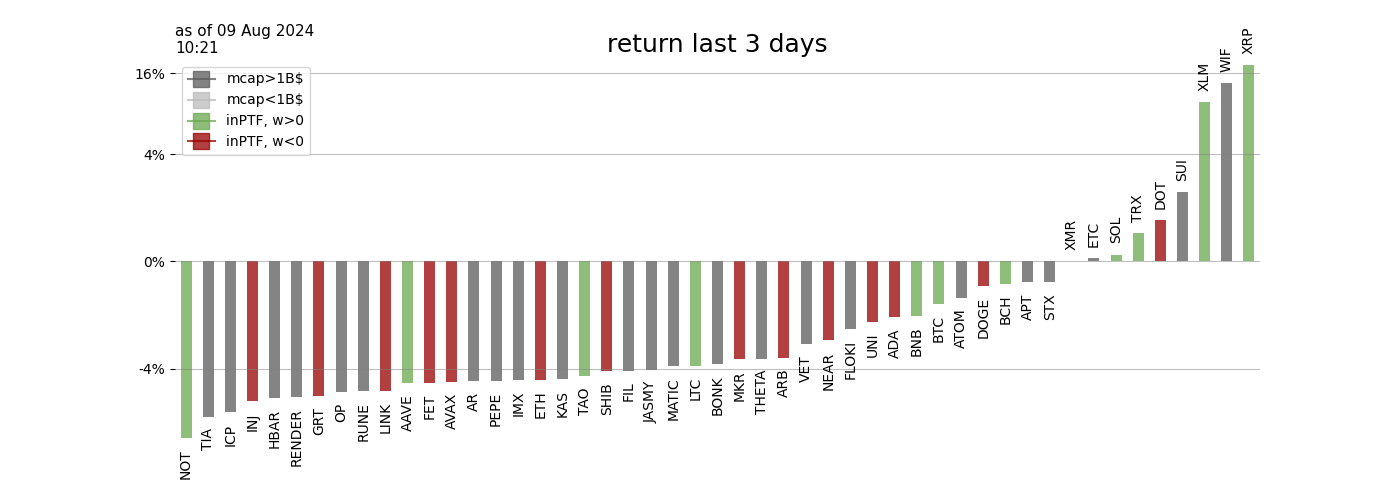 as of 09 Aug 2024
10:21
return last 3 days
mcap>1B$
mcap<1B$
inPTF, w>0
inPTF, w<0
16%
4%
0%
-4%
NOT
TIA
ICP
INJ
HBAR
RENDER
GRT
OP
RUNE
LINK
AAVE
FET
AVAX
AR
PEPE
IMX
ETH
KAS
TAO
SHIB
FIL
JASMY
MATIC
LTC
BONK
MKR
THETA
ARB
VET
NEAR
FLOKI
UNI
ADA
BNB
BTC
ATOM
DOGE
BCH
APT
STX
XMR
ETC
SOL
TRX
DOT
SUI
XLM
WIF
XRP